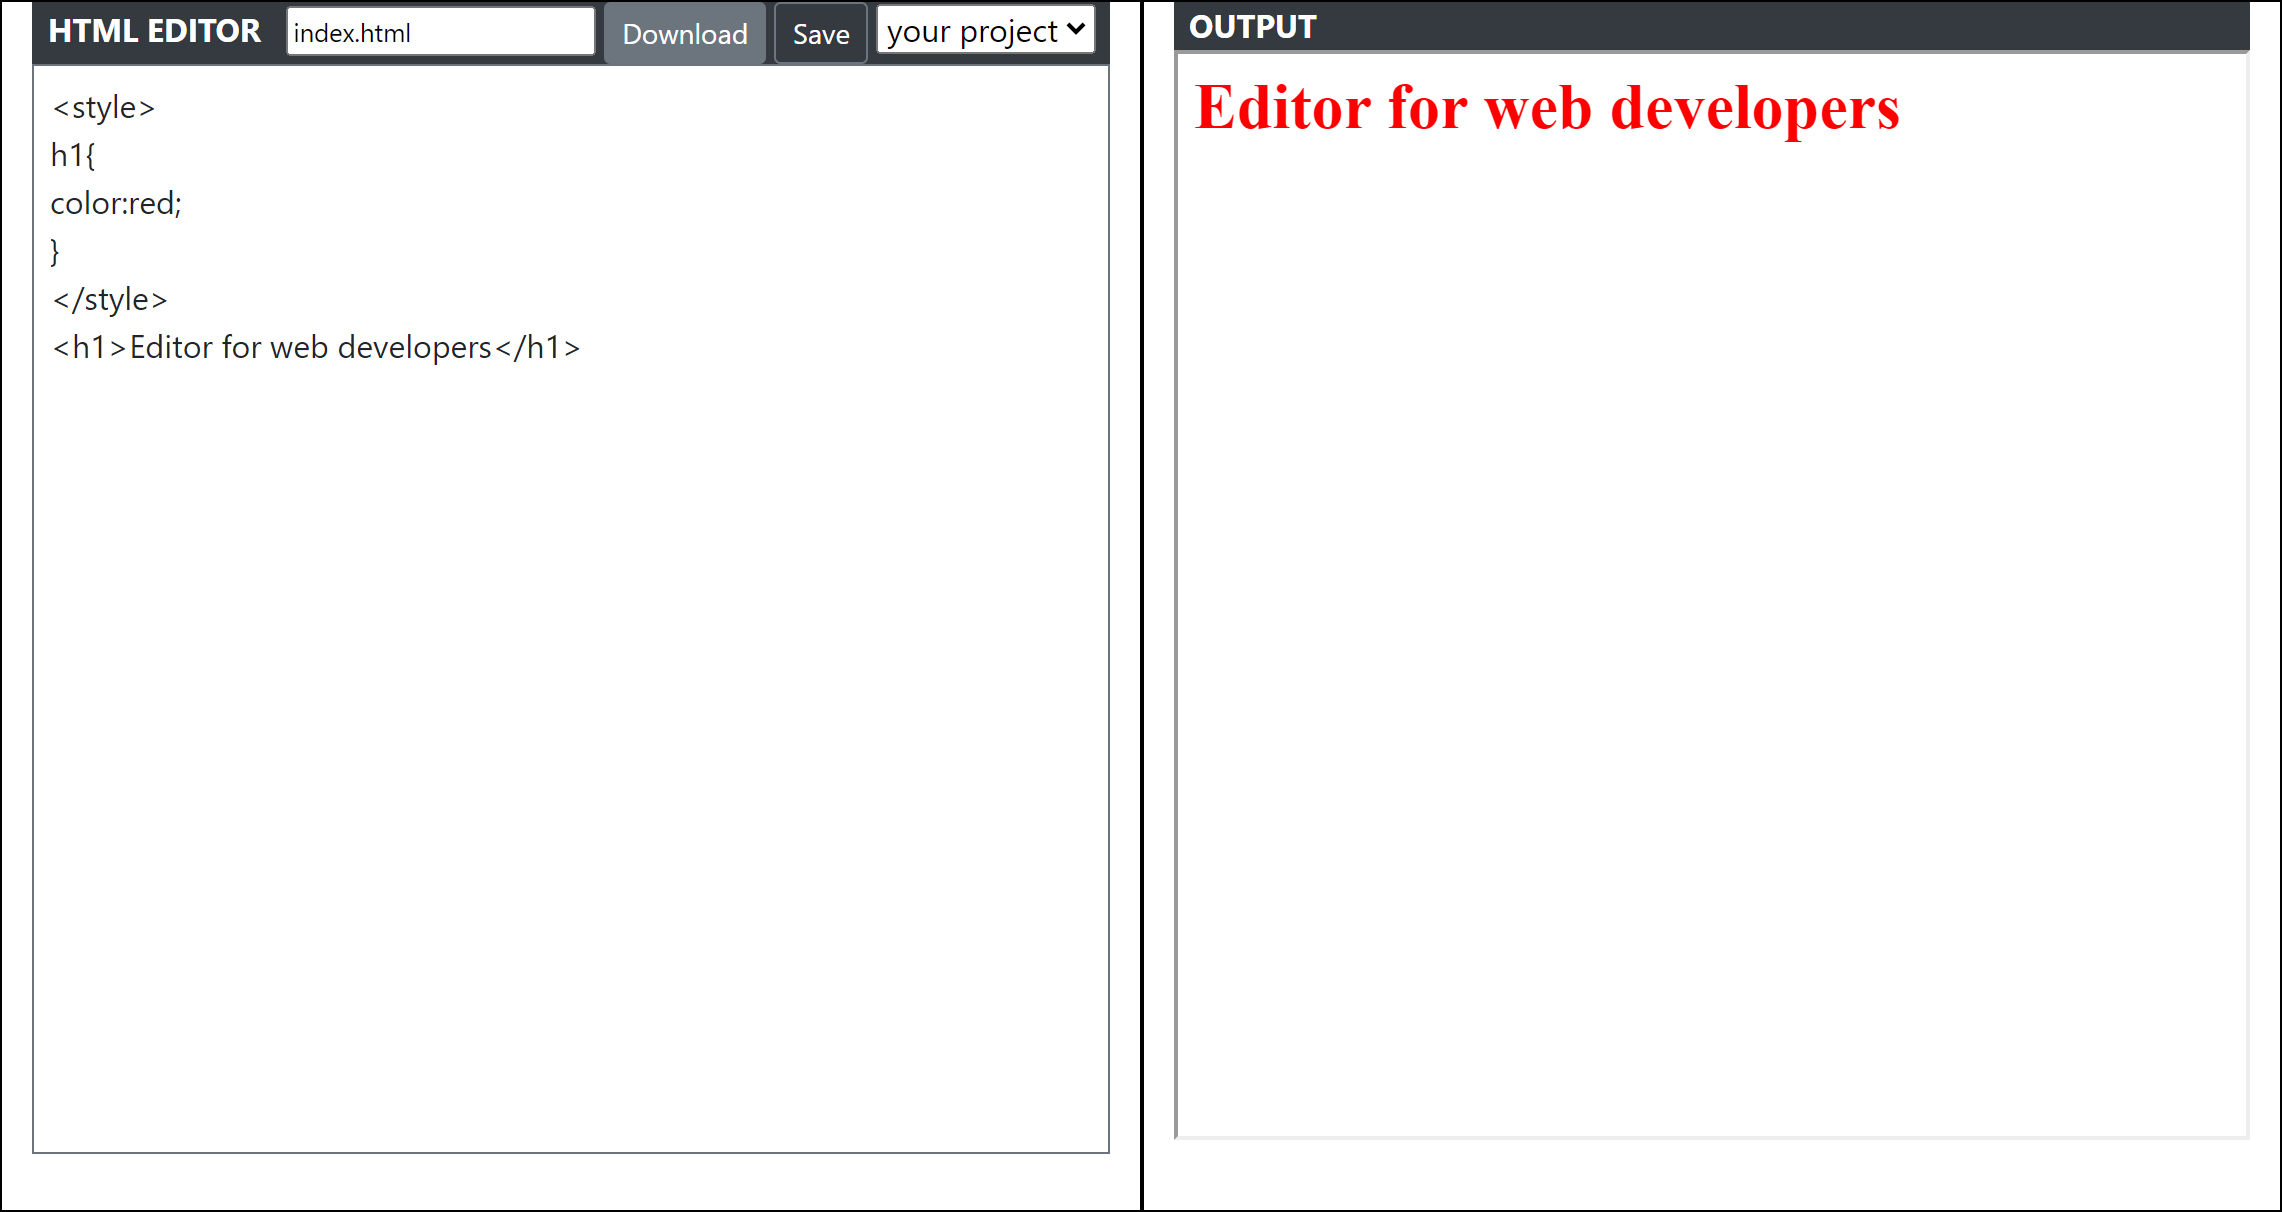 HTML EDITOR index.html Download Save your project
<style>
h1{
color:red;
}
</style>
<h1>Editor for web developers</h1>
OUTPUT
Editor for web developers